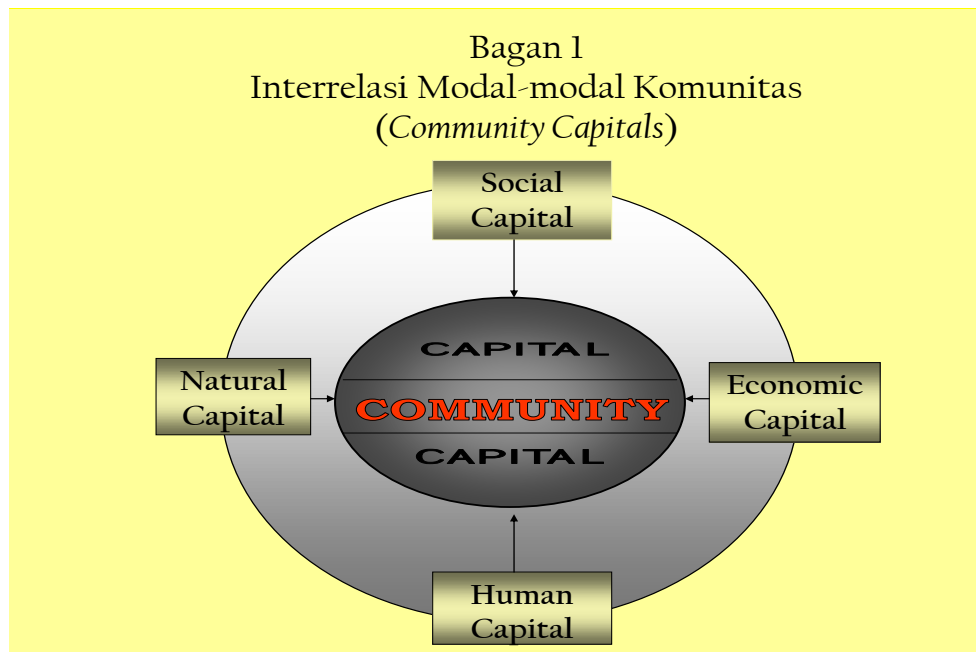 Bagan 1
Interrelasi Modal-modal Komunitas
(Community Capitals)
Social
Capital
CAPITAL
Natural
Capital
COMMUNITY
Economic
Capital
CAPITAL
Human
Capital